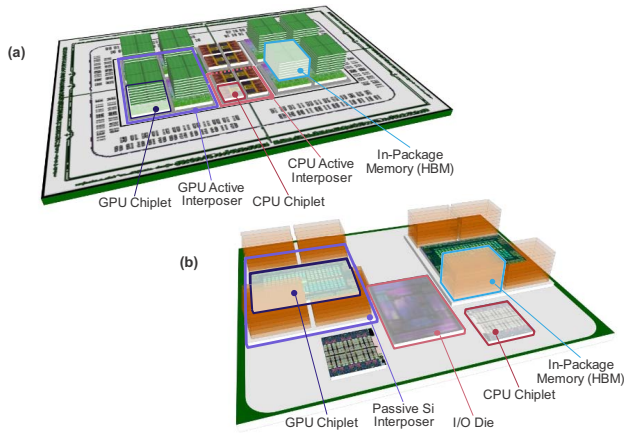 (a)
CPU Active
Interposer
In-Package
Memory (HBM)
GPU Active
Interposer
GPU Chiplet
CPU Chiplet
(b)
In-Package
Memory (HBM)
CPU Chiplet
GPU Chiplet
Passive Si
Interposer
I/O Die